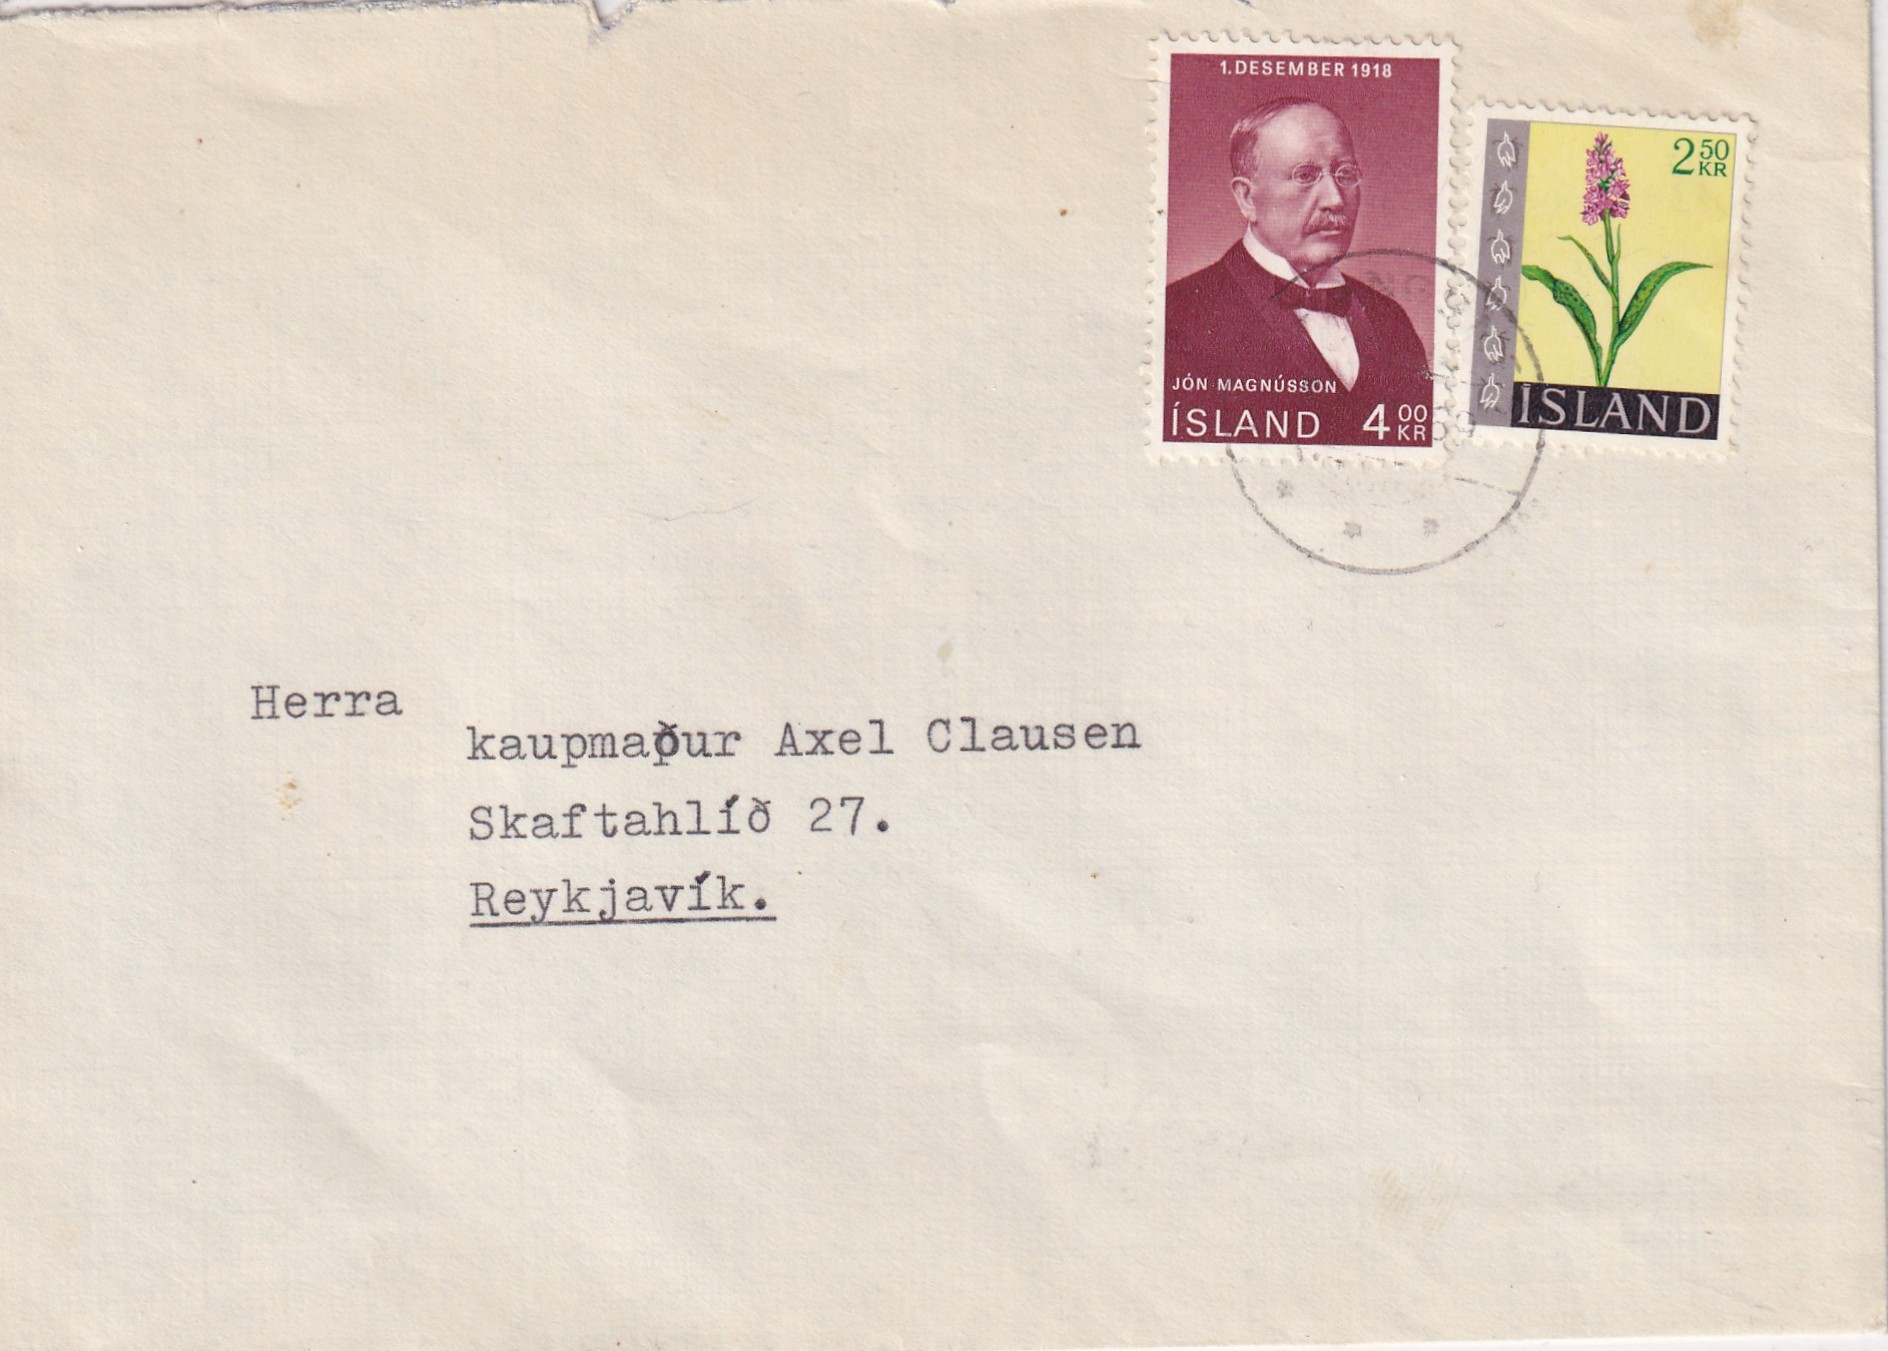 1.DESEMBER 1918
JÓN MAGNÚSSON
ÍSLAND 4 00 KR
2 50 KR
ÍSLAND
Herra
kaupmaður Axel Clausen
Skaftahlíð 27.
Reykjavík.